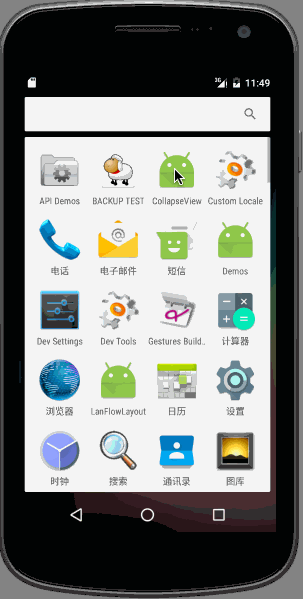 3G 11:49
API Demos BACKUP TEST CollapseView Custom Locale
电话 电子邮件 短信 Demos
Dev Settings Dev Tools Gestures Build.. 计算器
浏览器 LanFlowLayout 日历 设置
时钟 搜索 通讯录 图库